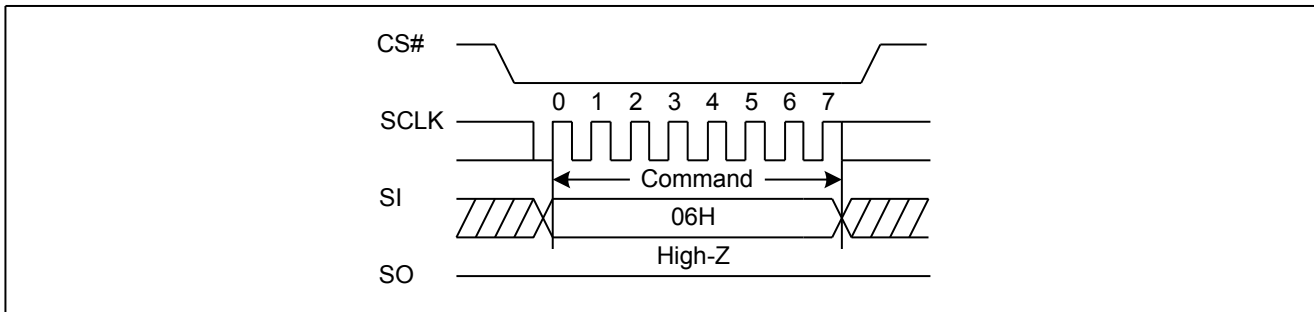 CS#
0 1 2 3 4 5 6 7
SCLK
Command
SI
06H
High-Z
SO